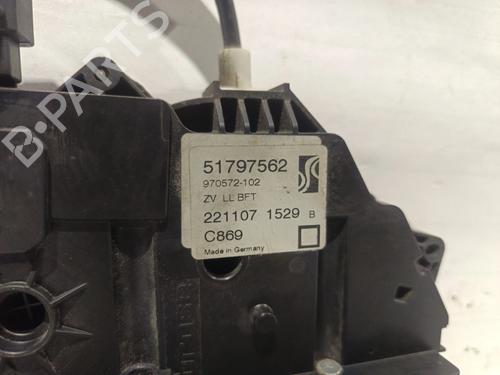 51797562
970572-102
ZV LL BFT
221107 1529 B
C869
Made in Germany
B-PARTS